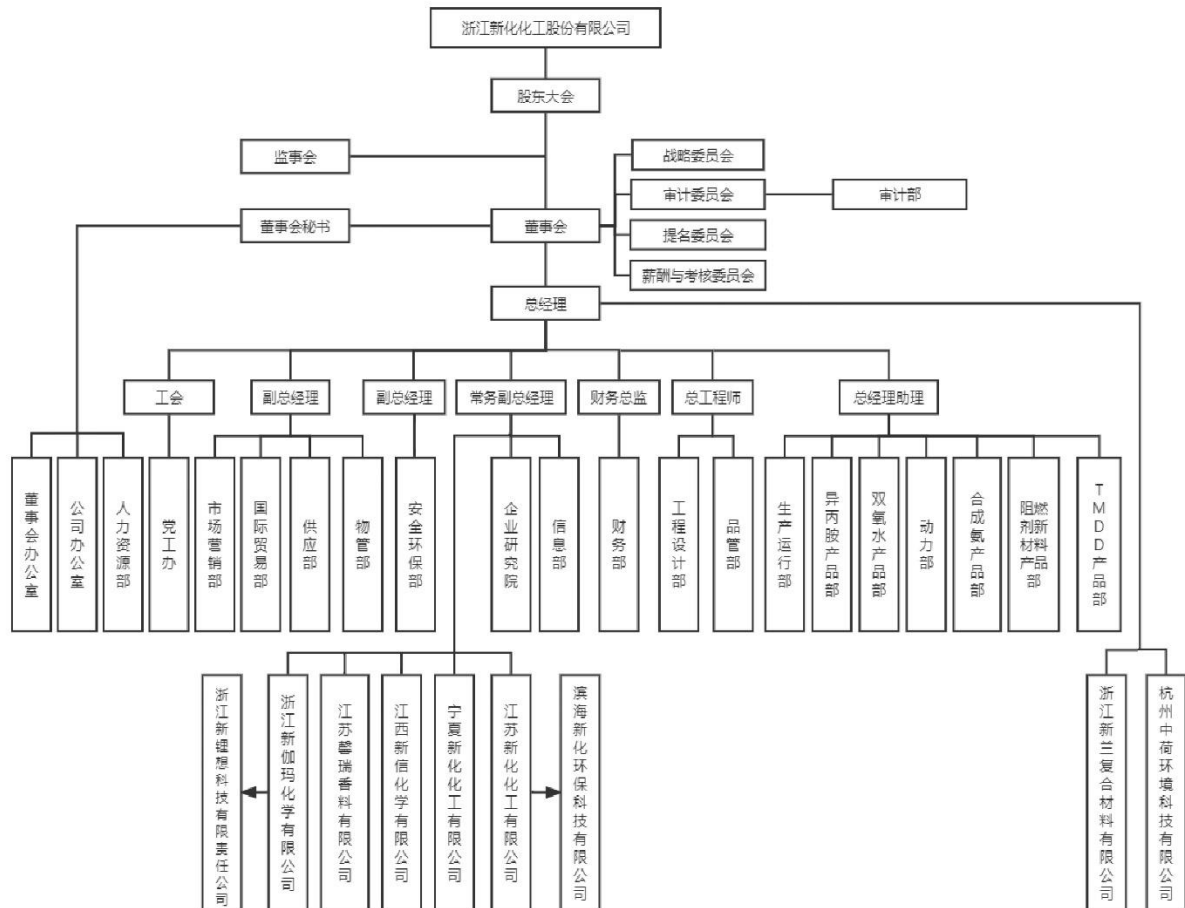 浙江新化化工股份有限公司
股东大会
监事会
战略委员会
审计委员会
审计部
董事会秘书
董事会
提名委员会
薪酬与考核委员会
总经理
工会
副总经理
副总经理
常务副总经理
财务总监
总工程师
总经理助理
董事会办公室
公司办公室
人力资源部
党工办
市场营销部
国际贸易部
供应部
物管部
安全环保部
企业研究院
信息部
财务部
工程设计部
品管部
生产运行部
异丙胺产品部
双氧水产品部
动力部
合成氨产品部
阻燃剂新材料产品部
TMDD产品部
浙江新锂想科技有限责任公司
浙江新伽玛化学有限公司
江苏馨瑞香料有限公司
江西新信化学有限公司
宁夏新化化工有限公司
江苏新化化工有限公司
滨海新化环保科技有限公司
浙江新兰复合材料有限公司
杭州中荷环境科技有限公司